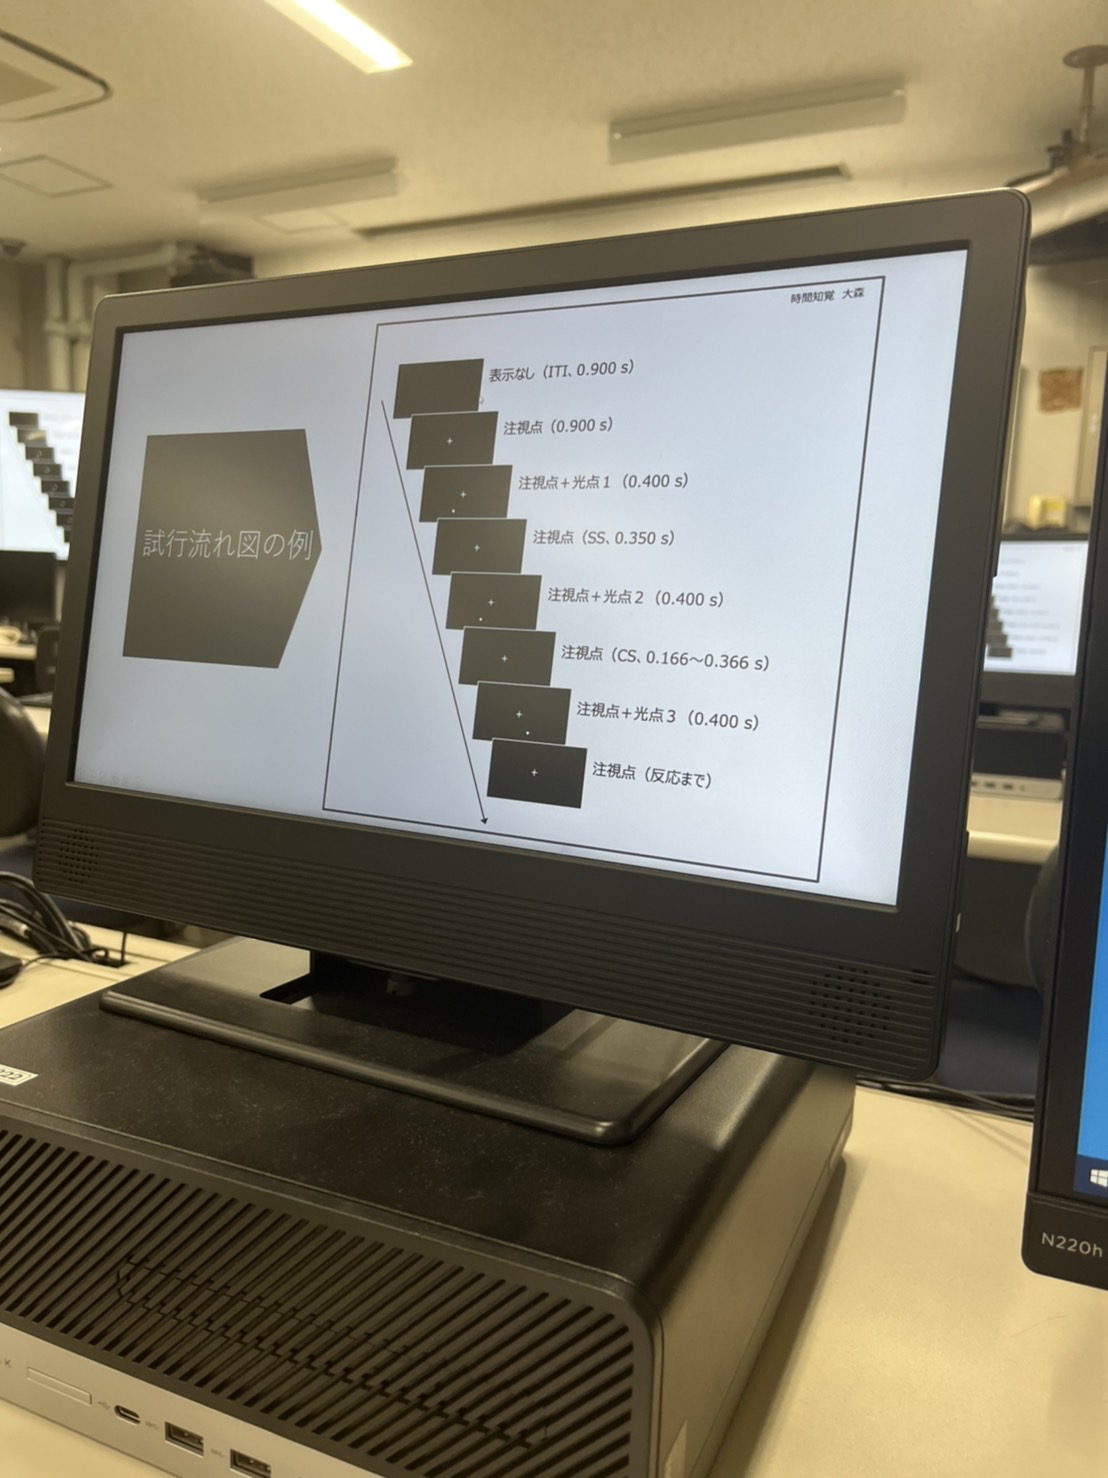 時間知覚 大森
試行流れ図の例
表示なし（ITI、0.900 s）
注視点（0.900 s）
注視点＋光点１（0.400 s）
注視点（SS、0.350 s）
注視点＋光点２（0.400 s）
注視点（CS、0.166～0.366 s）
注視点＋光点３（0.400 s）
注視点（反応まで）
N220h